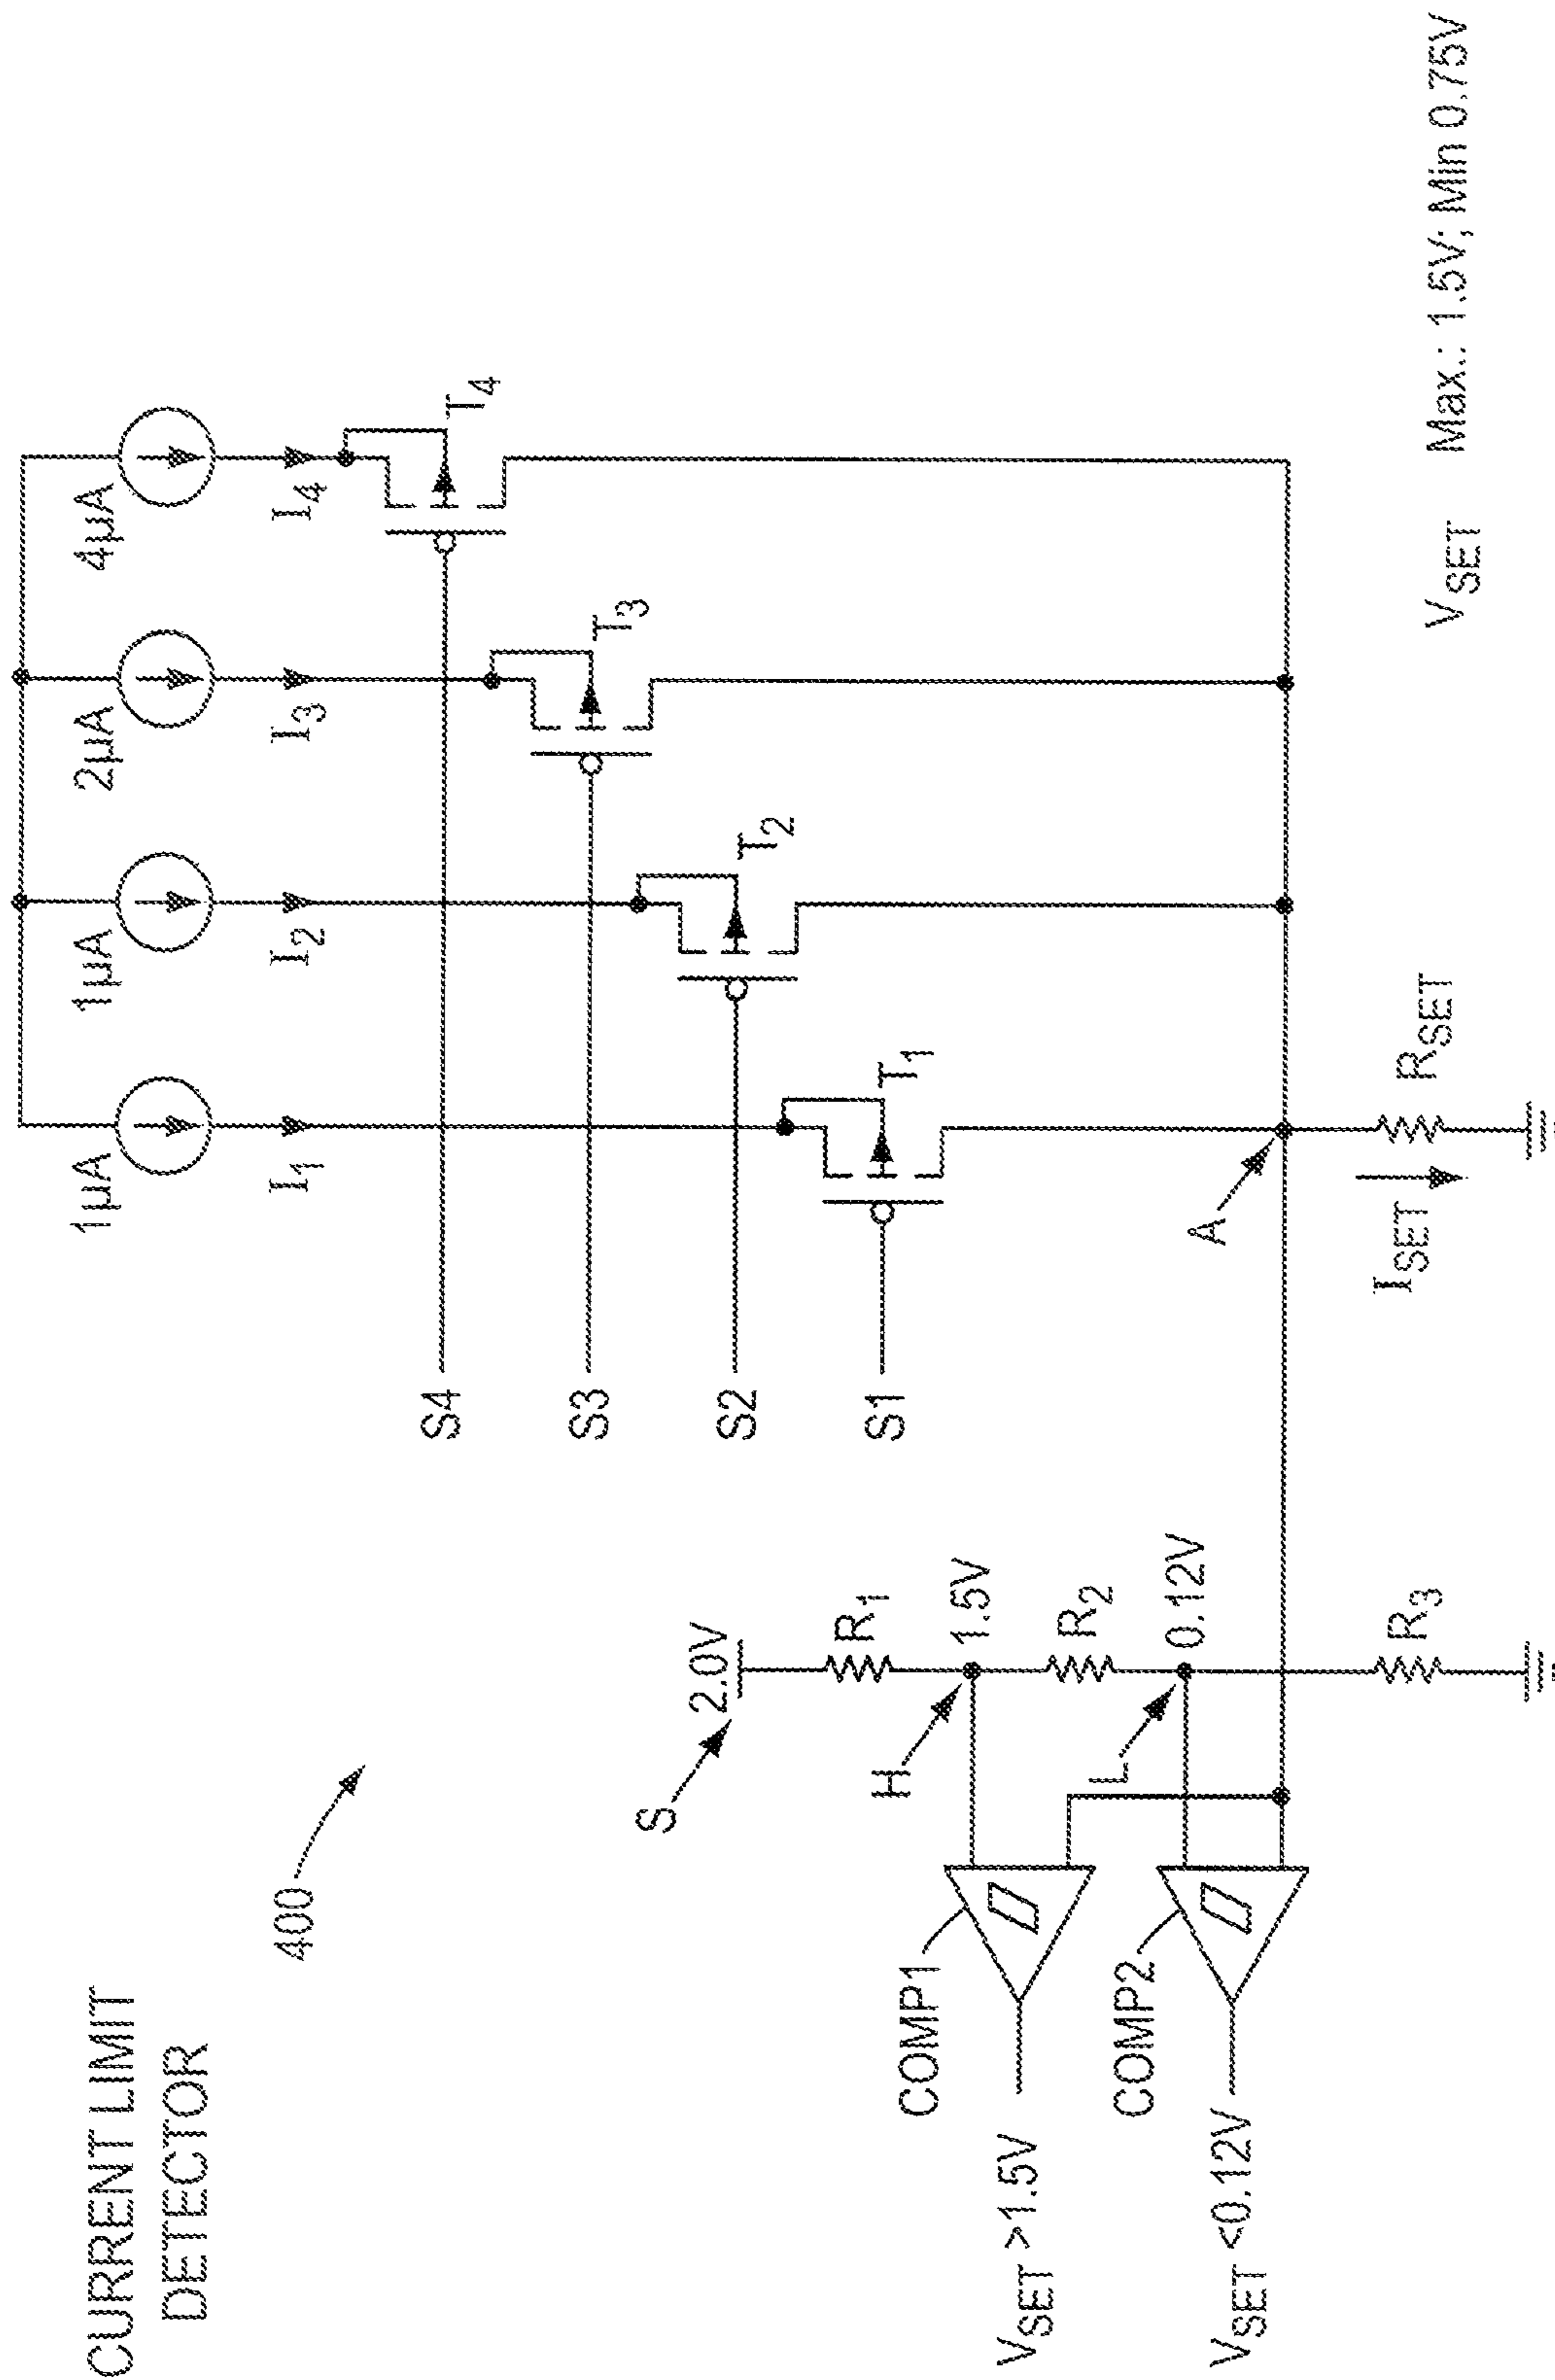 CURRENT LIMIT
DETECTOR
400
1µA
1µA
2µA
4µA
I1
I2
I3
I4
S4
S3
S2
S1
T4
T3
T2
T1
S
2.0V
R1
H
1.5V
R2
L
0.12V
R3
COMP1
COMP2
VSET >1.5V
VSET <0.12V
A
ISET
RSET
VSET Max.: 1.5V; Min 0.75V